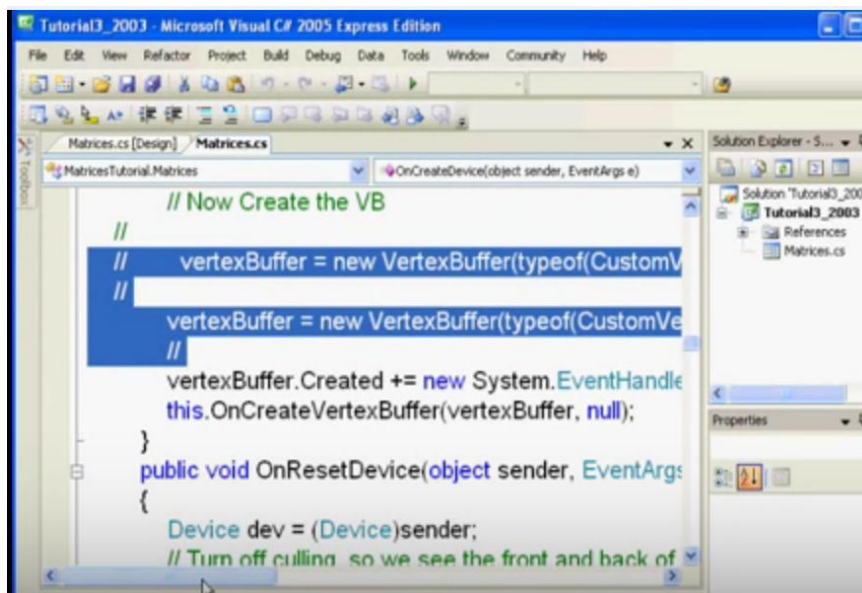 Tutorial3_2003 - Microsoft Visual C# 2005 Express Edition
File Edit View Refactor Project Build Debug Data Tools Window Community Help
Matrices.cs [Design] Matrices.cs
Toolbox
MatricesTutorial.Matrices OnCreateDevice(object sender, EventArgs e)
// Now Create the VB
//
// vertexBuffer = new VertexBuffer(typeof(CustomV
//
vertexBuffer = new VertexBuffer(typeof(CustomVe
//
vertexBuffer.Created += new System.EventHandle
this.OnCreateVertexBuffer(vertexBuffer, null);
}
public void OnResetDevice(object sender, EventArgs
{
Device dev = (Device)sender;
// Turn off culling, so we see the front and back of
Solution Explorer - S...
Solution 'Tutorial3_200
Tutorial3_2003
References
Matrices.cs
Properties